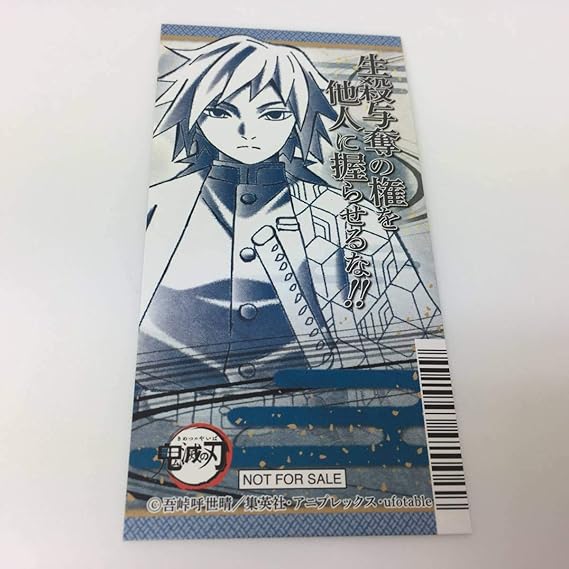 生殺与奪の権を
他人に握らせるな!!
きめつのやいば
鬼滅の刃
NOT FOR SALE
©吾峠呼世晴／集英社・アニプレックス・ufotable